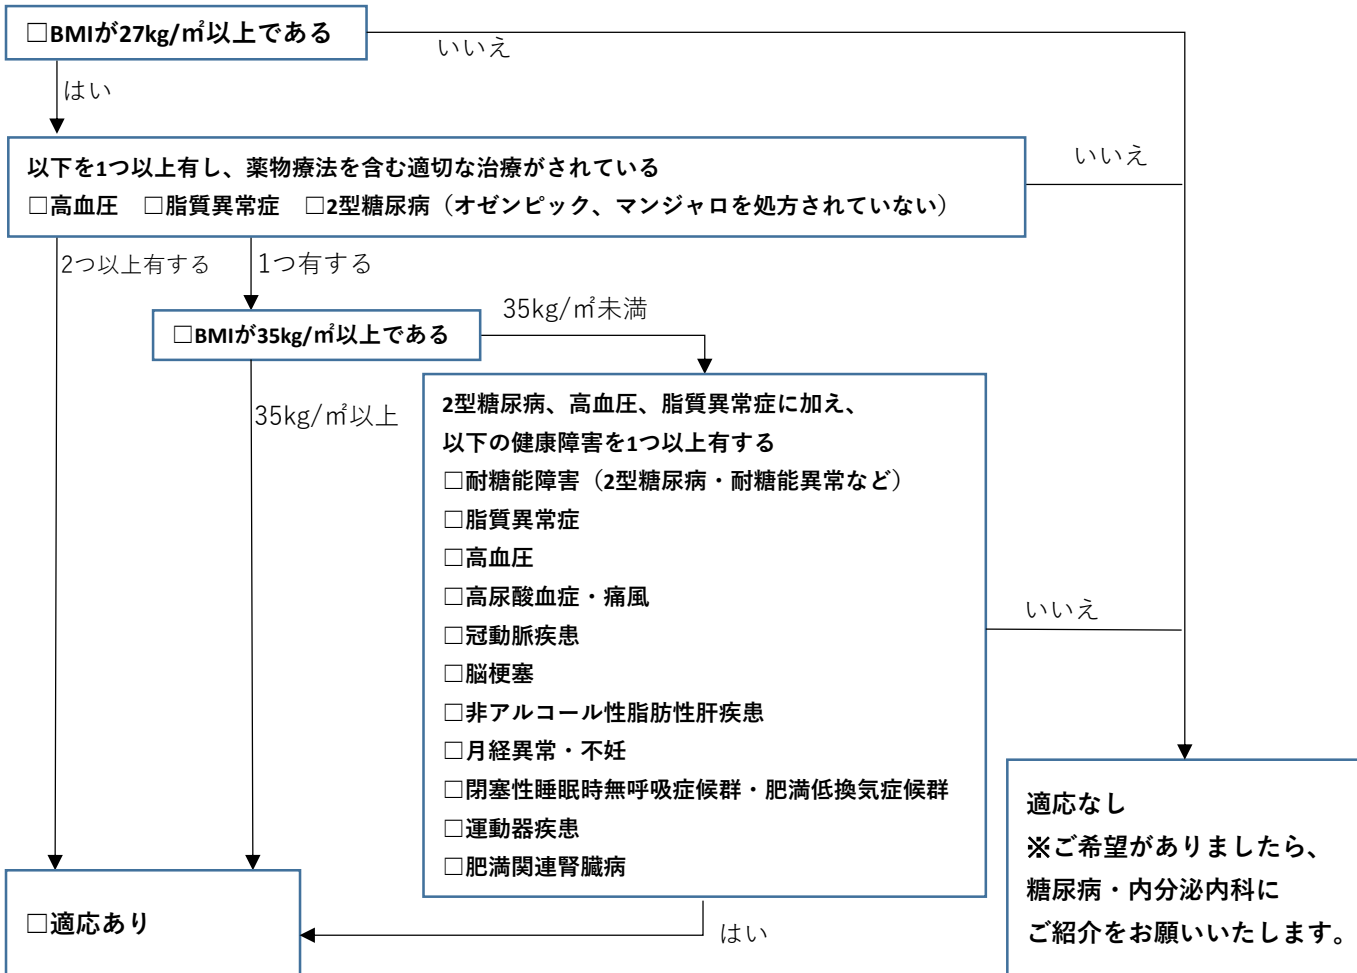 □BMIが27kg/㎡以上である
いいえ
はい
以下を1つ以上有し、薬物療法を含む適切な治療がされている
□高血圧　□脂質異常症　□2型糖尿病（オゼンピック、マンジャロを処方されていない）
いいえ
2つ以上有する
1つ有する
□BMIが35kg/㎡以上である
35kg/㎡未満
35kg/㎡以上
2型糖尿病、高血圧、脂質異常症に加え、
以下の健康障害を1つ以上有する
□耐糖能障害（2型糖尿病・耐糖能異常など）
□脂質異常症
□高血圧
□高尿酸血症・痛風
□冠動脈疾患
□脳梗塞
□非アルコール性脂肪性肝疾患
□月経異常・不妊
□閉塞性睡眠時無呼吸症候群・肥満低換気症候群
□運動器疾患
□肥満関連腎臓病
いいえ
はい
□適応あり
適応なし
※ご希望がありましたら、
糖尿病・内分泌内科に
ご紹介をお願いいたします。